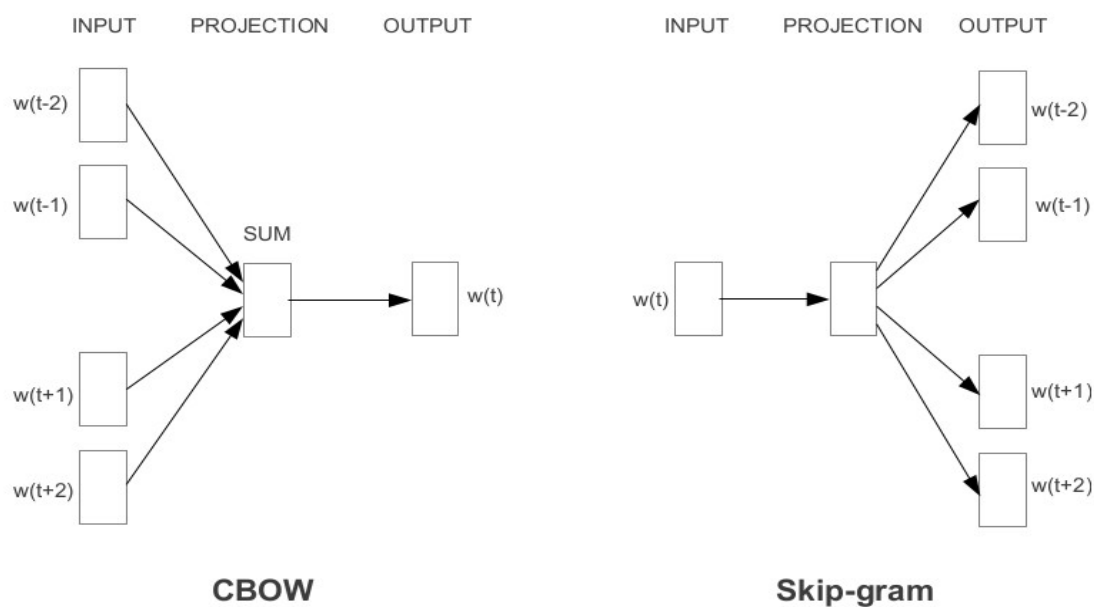 INPUT PROJECTION OUTPUT
w(t-2)
w(t-1)
SUM
w(t)
w(t+1)
w(t+2)
CBOW
INPUT PROJECTION OUTPUT
w(t-2)
w(t-1)
w(t)
w(t+1)
w(t+2)
Skip-gram